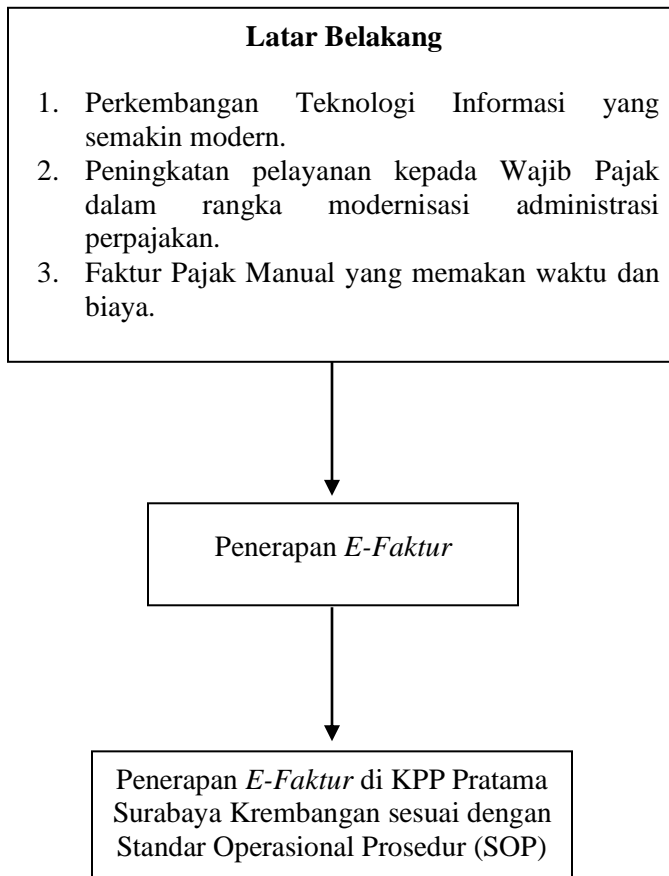 Latar Belakang
1. Perkembangan Teknologi Informasi yang
semakin modern.
2. Peningkatan pelayanan kepada Wajib Pajak
dalam rangka modernisasi administrasi
perpajakan.
3. Faktur Pajak Manual yang memakan waktu dan
biaya.
Penerapan E-Faktur
Penerapan E-Faktur di KPP Pratama
Surabaya Krembangan sesuai dengan
Standar Operasional Prosedur (SOP)